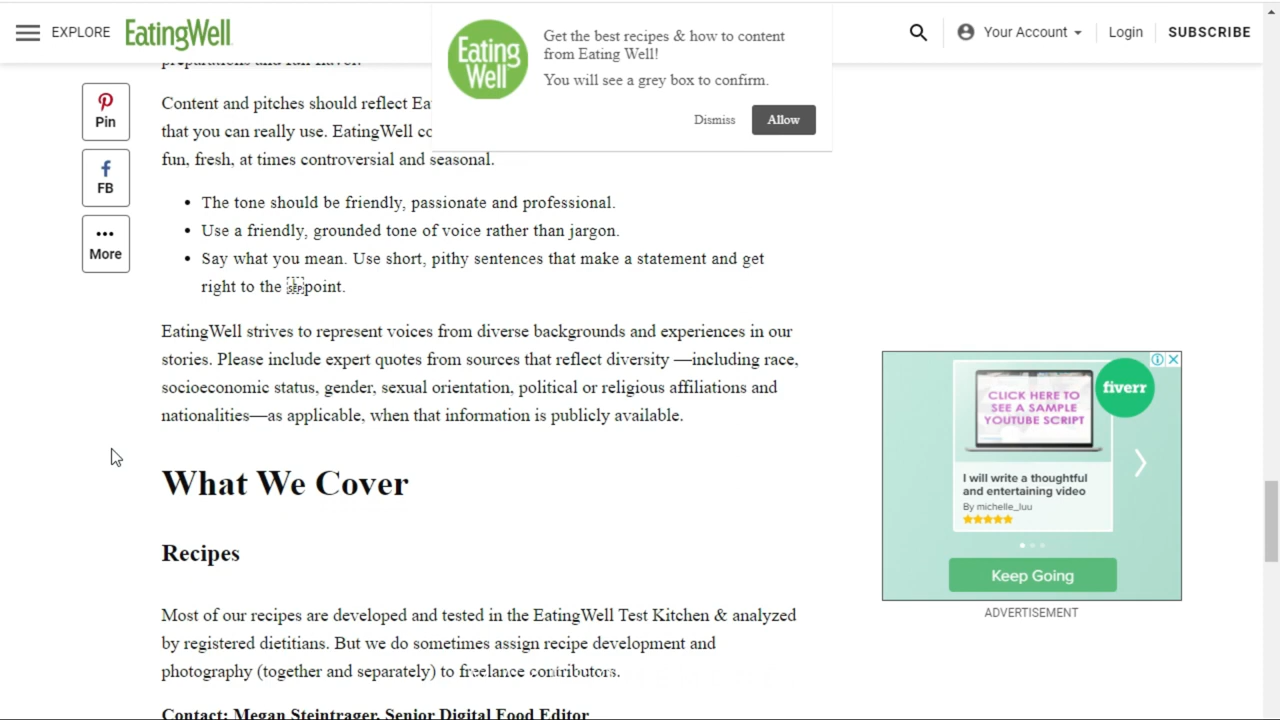 EXPLORE
EatingWell
Eating
Well
Get the best recipes & how to content
from Eating Well!
You will see a grey box to confirm.
Dismiss
Allow
Your Account
Login
SUBSCRIBE
Pin
FB
More
Content and pitches should reflect
that you can really use. EatingWell
fun, fresh, at times controversial and seasonal.
• The tone should be friendly, passionate and professional.
• Use a friendly, grounded tone of voice rather than jargon.
• Say what you mean. Use short, pithy sentences that make a statement and get
right to the point.
EatingWell strives to represent voices from diverse backgrounds and experiences in our
stories. Please include expert quotes from sources that reflect diversity —including race,
socioeconomic status, gender, sexual orientation, political or religious affiliations and
nationalities—as applicable, when that information is publicly available.
What We Cover
Recipes
Most of our recipes are developed and tested in the EatingWell Test Kitchen & analyzed
by registered dietitians. But we do sometimes assign recipe development and
photography (together and separately) to freelance contributors.
Contact: Megan Steintrager, Senior Digital Food Editor
CLICK HERE TO
SEE A SAMPLE
YOUTUBE SCRIPT
fiverr
I will write a thoughtful
and entertaining video
By michelle_luu
Keep Going
ADVERTISEMENT